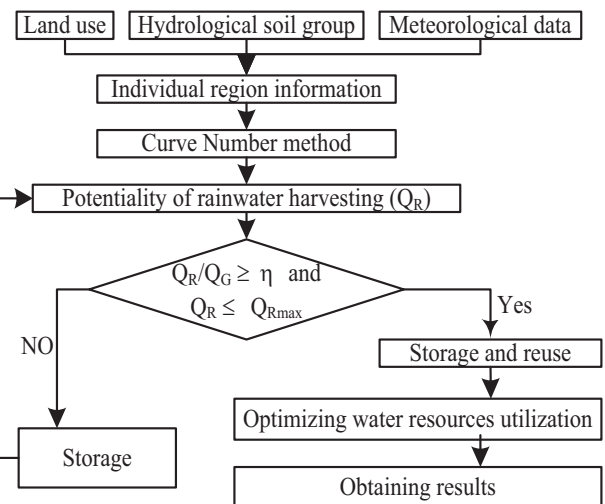 Land use
Hydrological soil group
Meteorological data
Individual region information
Curve Number method
Potentiality of rainwater harvesting (QR)
QR/QG ≥ η and
QR ≤ QRmax
NO
Yes
Storage and reuse
Optimizing water resources utilization
Storage
Obtaining results